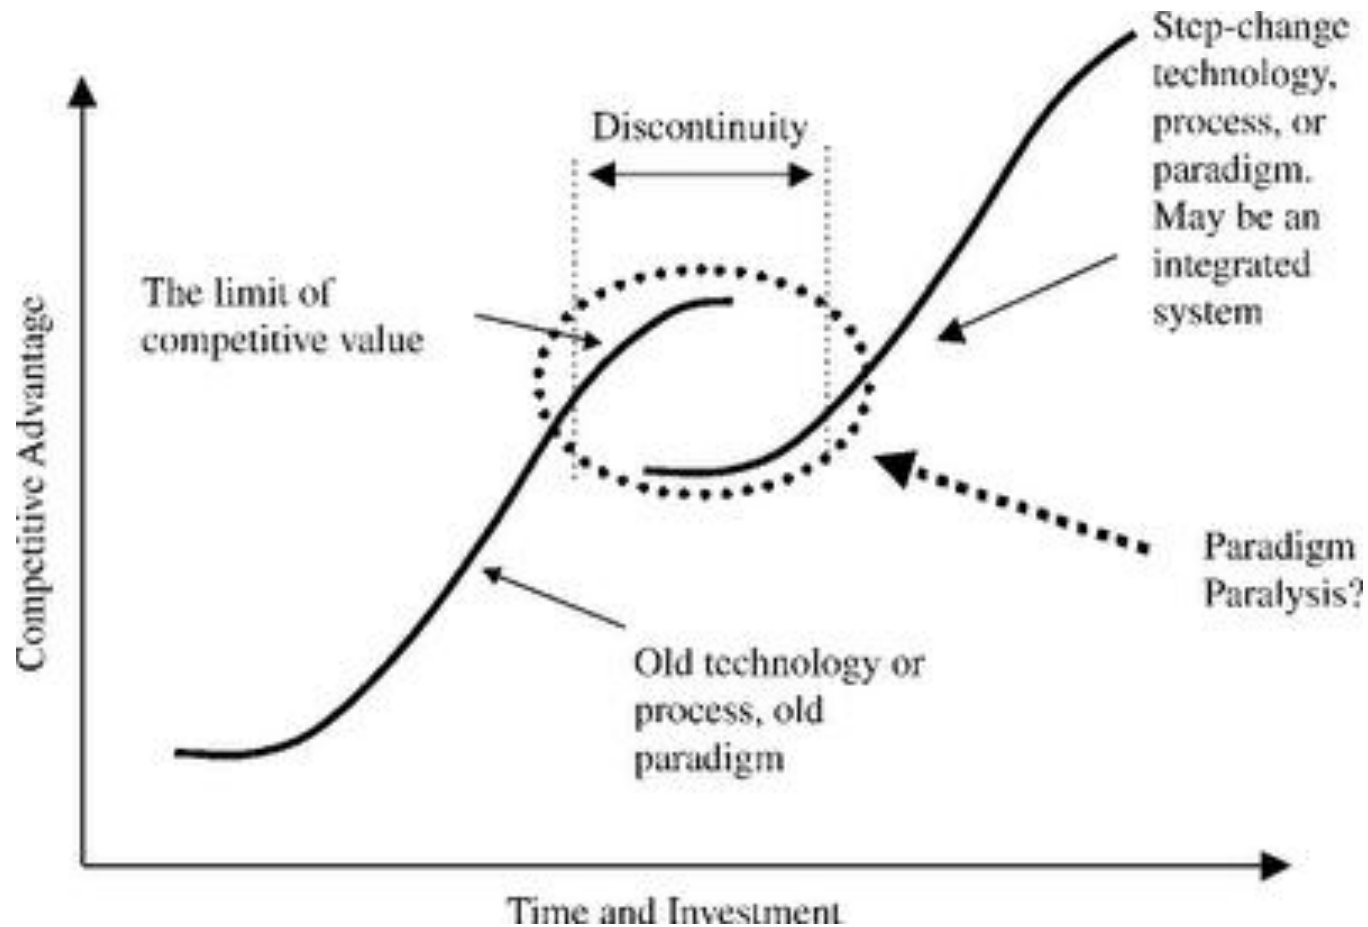 Step-change
technology,
process, or
paradigm.
May be an
integrated
system
Discontinuity
The limit of
competitive value
Competitive Advantage
Paradigm
Paralysis?
Old technology or
process, old
paradigm
Time and Investment